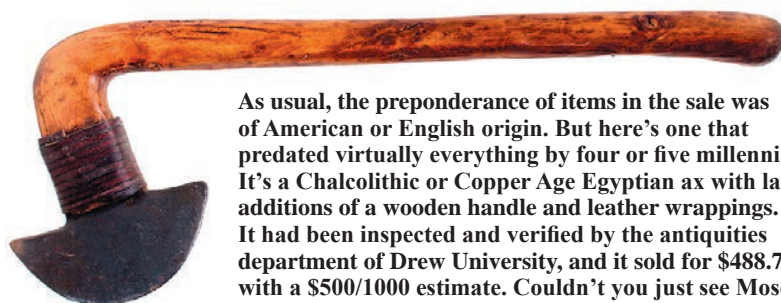 As usual, the preponderance of items in the sale was
of American or English origin. But here's one that
predated virtually everything by four or five
It's a Chalcolithic or Copper Age Egyptian ax with
additions of a wooden handle and leather wrappings.
It had been inspected and verified by the antiquities
department of Drew University, and it sold for
with a $500/1000 estimate. Couldn't you just see